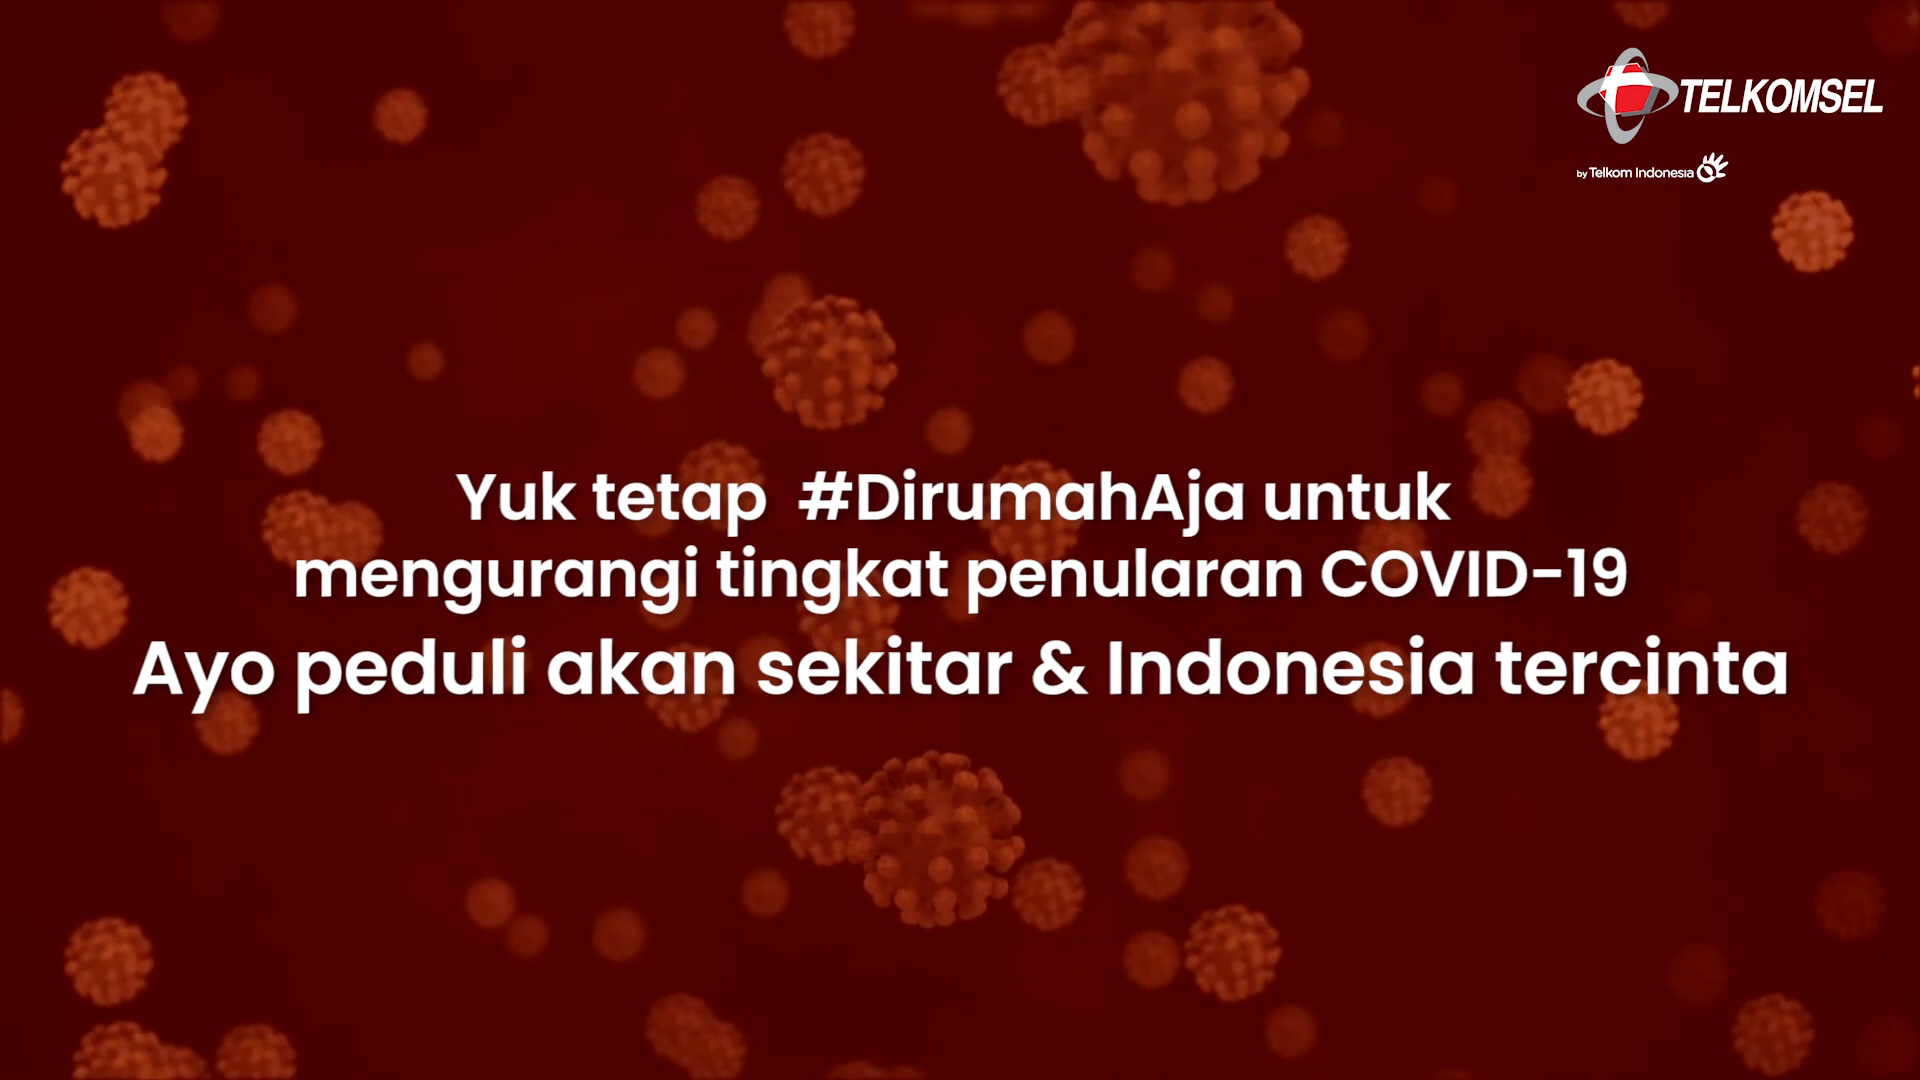 TELKOMSEL
by Telkom Indonesia
Yuk tetap #DirumahAja untuk
mengurangi tingkat penularan COVID-19
Ayo peduli akan sekitar & Indonesia tercinta